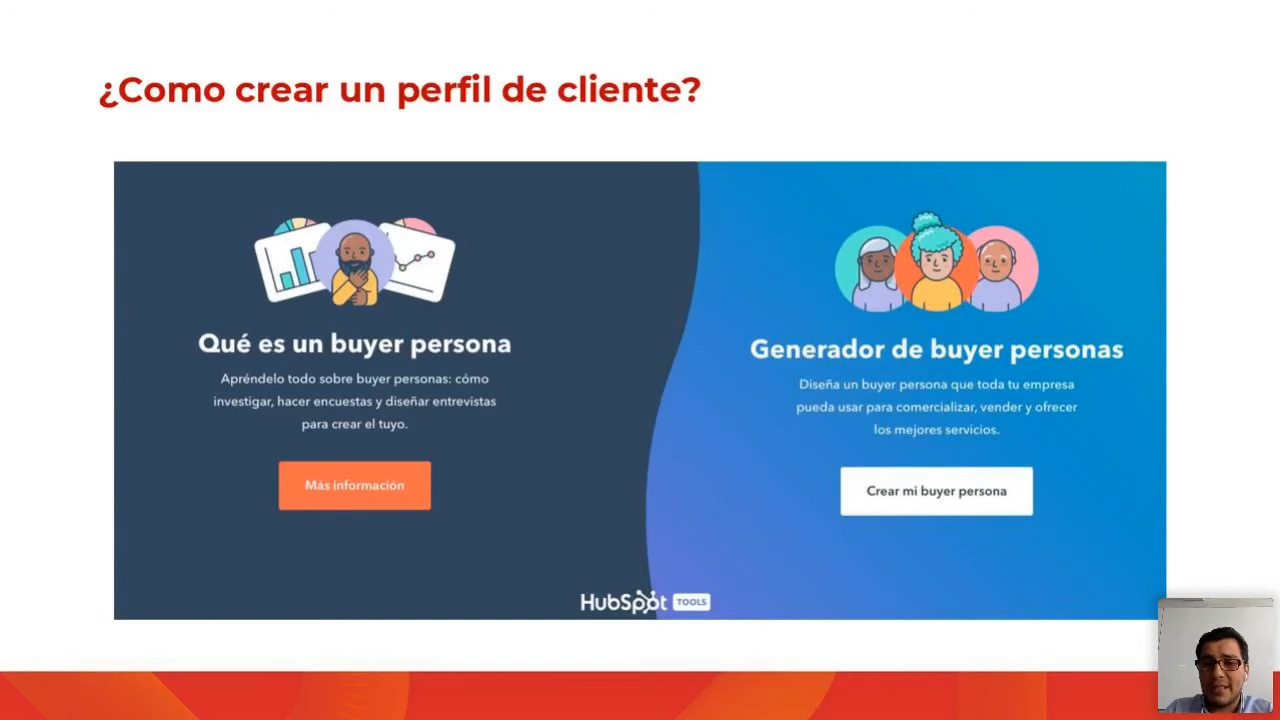 ¿Como crear un perfil de cliente?
Qué es un buyer persona
Apréndelo todo sobre buyer personas: cómo
investigar, hacer encuestas y diseñar entrevistas
para crear el tuyo.
Más información
Generador de buyer personas
Diseña un buyer persona que toda tu empresa
pueda usar para comercializar, vender y ofrecer
los mejores servicios.
Crear mi buyer persona
HubSpot TOOLS